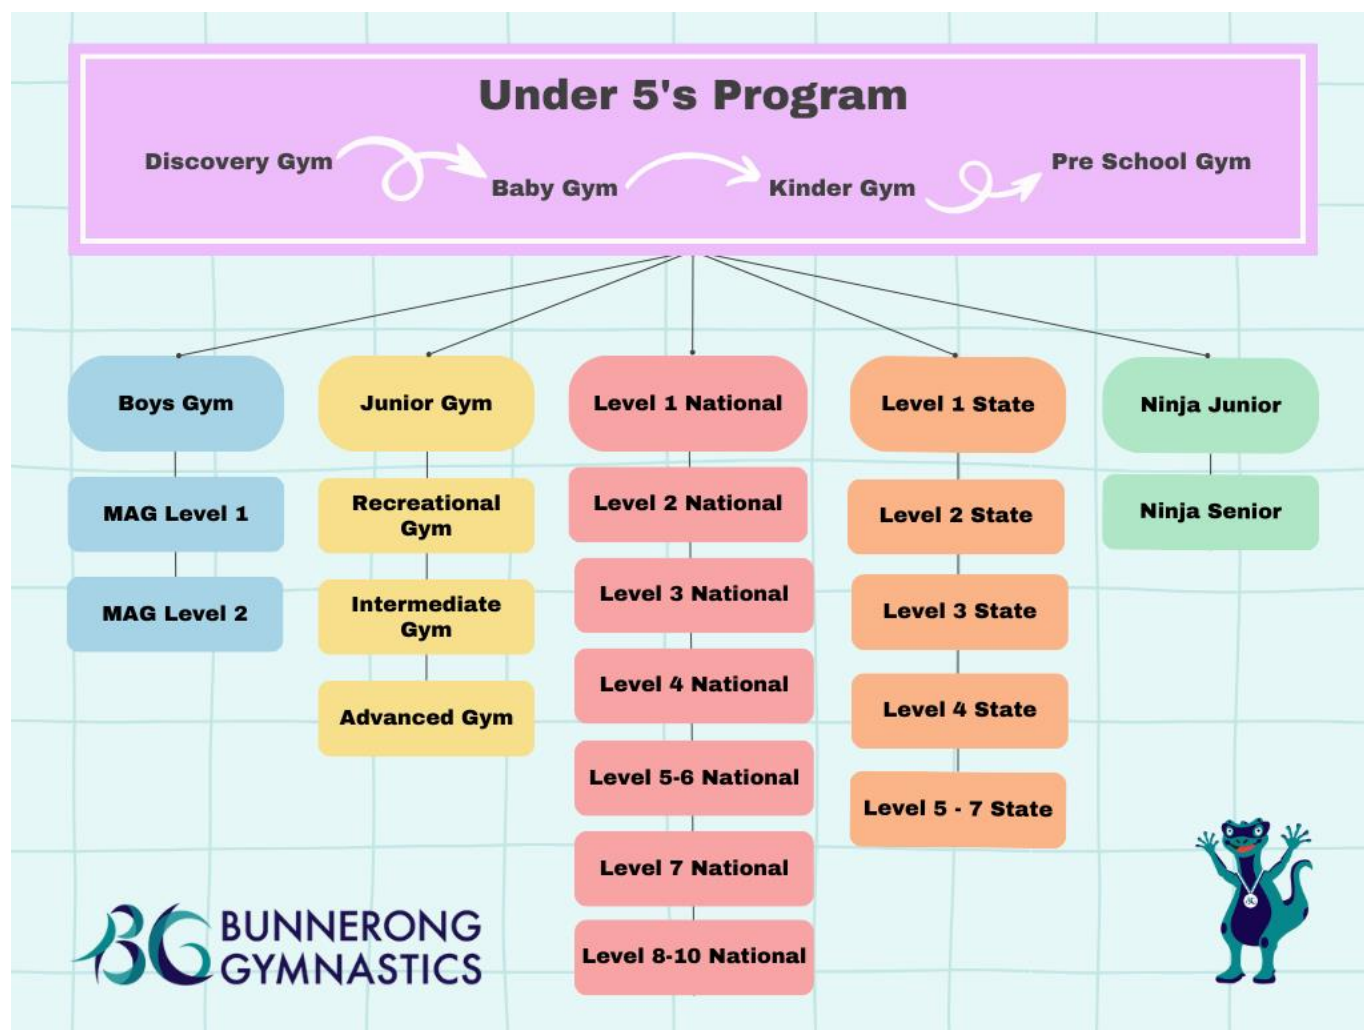 Under 5's Program
Discovery Gym
Baby Gym
Kinder Gym
Pre School Gym
Boys Gym
MAG Level 1
MAG Level 2
Junior Gym
Recreational
Gym
Intermediate
Gym
Advanced Gym
Level 1 National
Level 2 National
Level 3 National
Level 4 National
Level 5-6 National
Level 7 National
Level 8-10 National
Level 1 State
Level 2 State
Level 3 State
Level 4 State
Level 5 - 7 State
Ninja Junior
Ninja Senior
BG BUNNERONG
GYMNASTICS